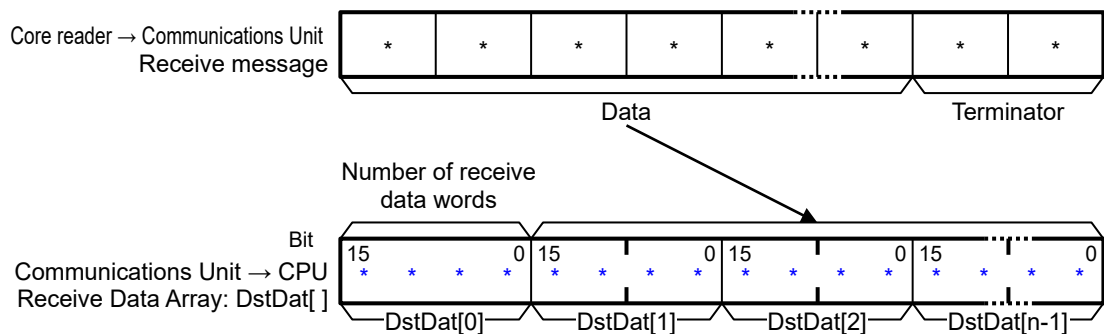 Core reader → Communications Unit
Receive message
* * * * * * * *
Data
Terminator
Number of receive
data words
Bit
15 0 15 0 15 0 15 0
Communications Unit → CPU
* * * * * * * * * * * * * * * *
Receive Data Array: DstDat[ ]
DstDat[0] DstDat[1] DstDat[2] DstDat[n-1]